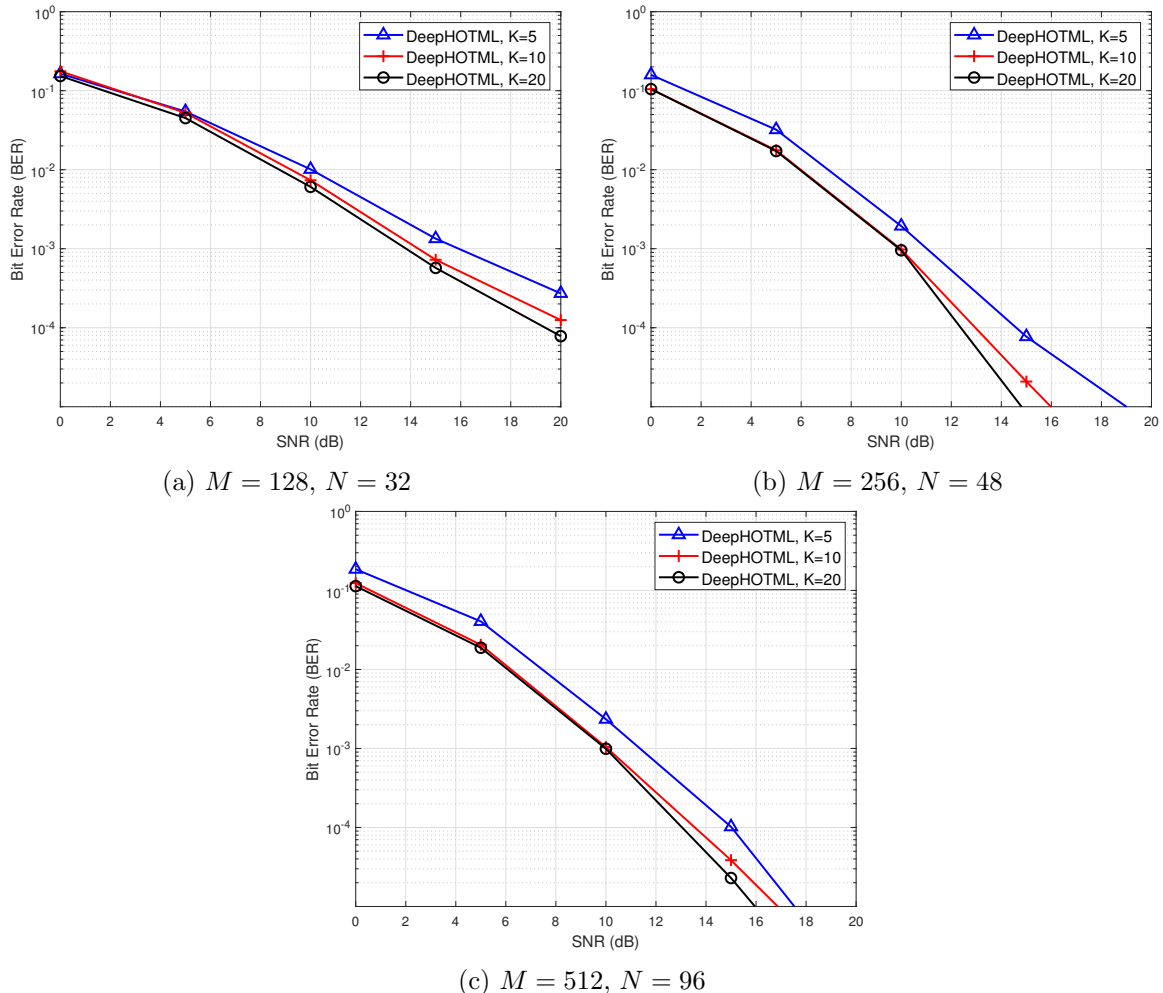 10^0
10^-1
10^-2
10^-3
10^-4
Bit Error Rate (BER)
DeepHOTML, K=5
DeepHOTML, K=10
DeepHOTML, K=20
0 2 4 6 8 10 12 14 16 18 20
SNR (dB)
(a) M = 128, N = 32
10^0
10^-1
10^-2
10^-3
10^-4
Bit Error Rate (BER)
DeepHOTML, K=5
DeepHOTML, K=10
DeepHOTML, K=20
0 2 4 6 8 10 12 14 16 18 20
SNR (dB)
(b) M = 256, N = 48
10^0
10^-1
10^-2
10^-3
10^-4
Bit Error Rate (BER)
DeepHOTML, K=5
DeepHOTML, K=10
DeepHOTML, K=20
0 2 4 6 8 10 12 14 16 18 20
SNR (dB)
(c) M = 512, N = 96